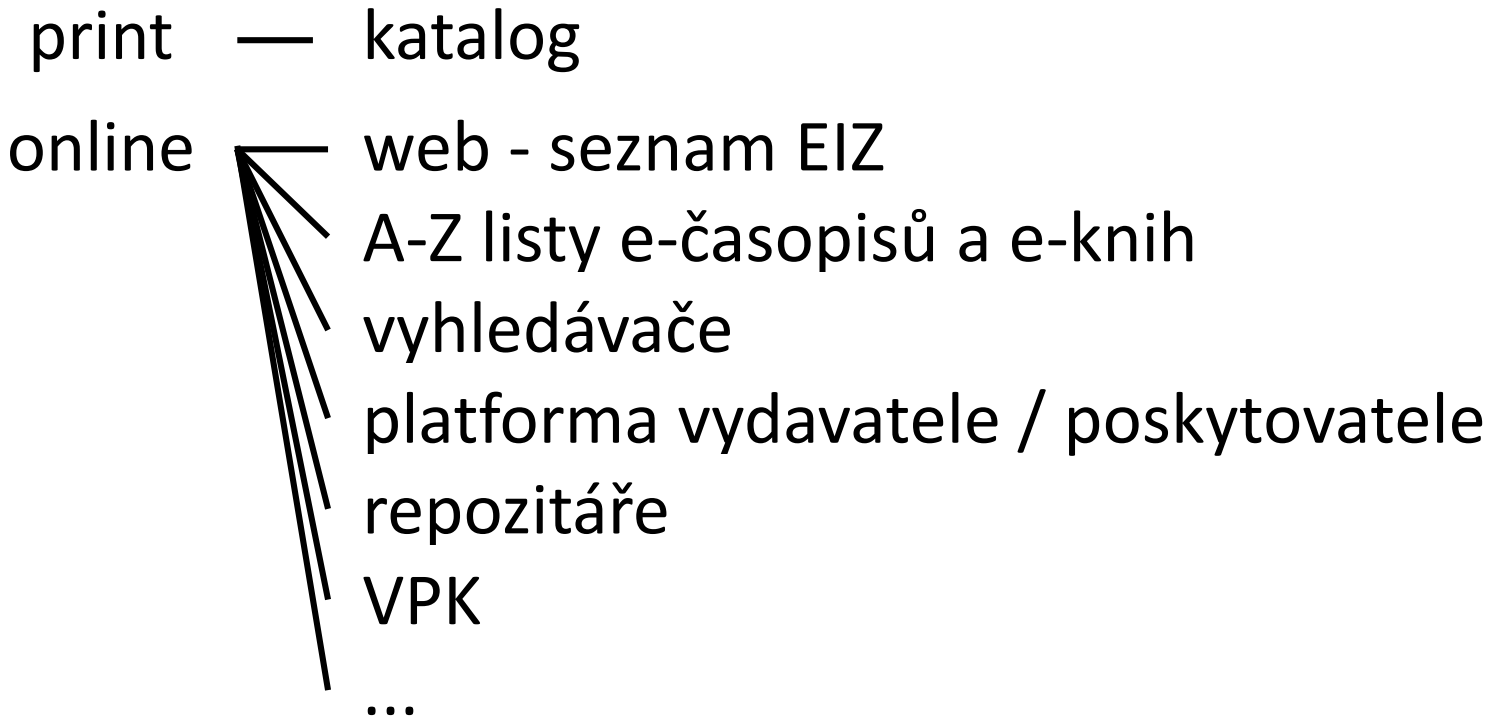 print — katalog
online — web - seznam EIZ
A-Z listy e-časopisů a e-knih
vyhledávače
platforma vydavatele / poskytovatele
repozitáře
VPK
...